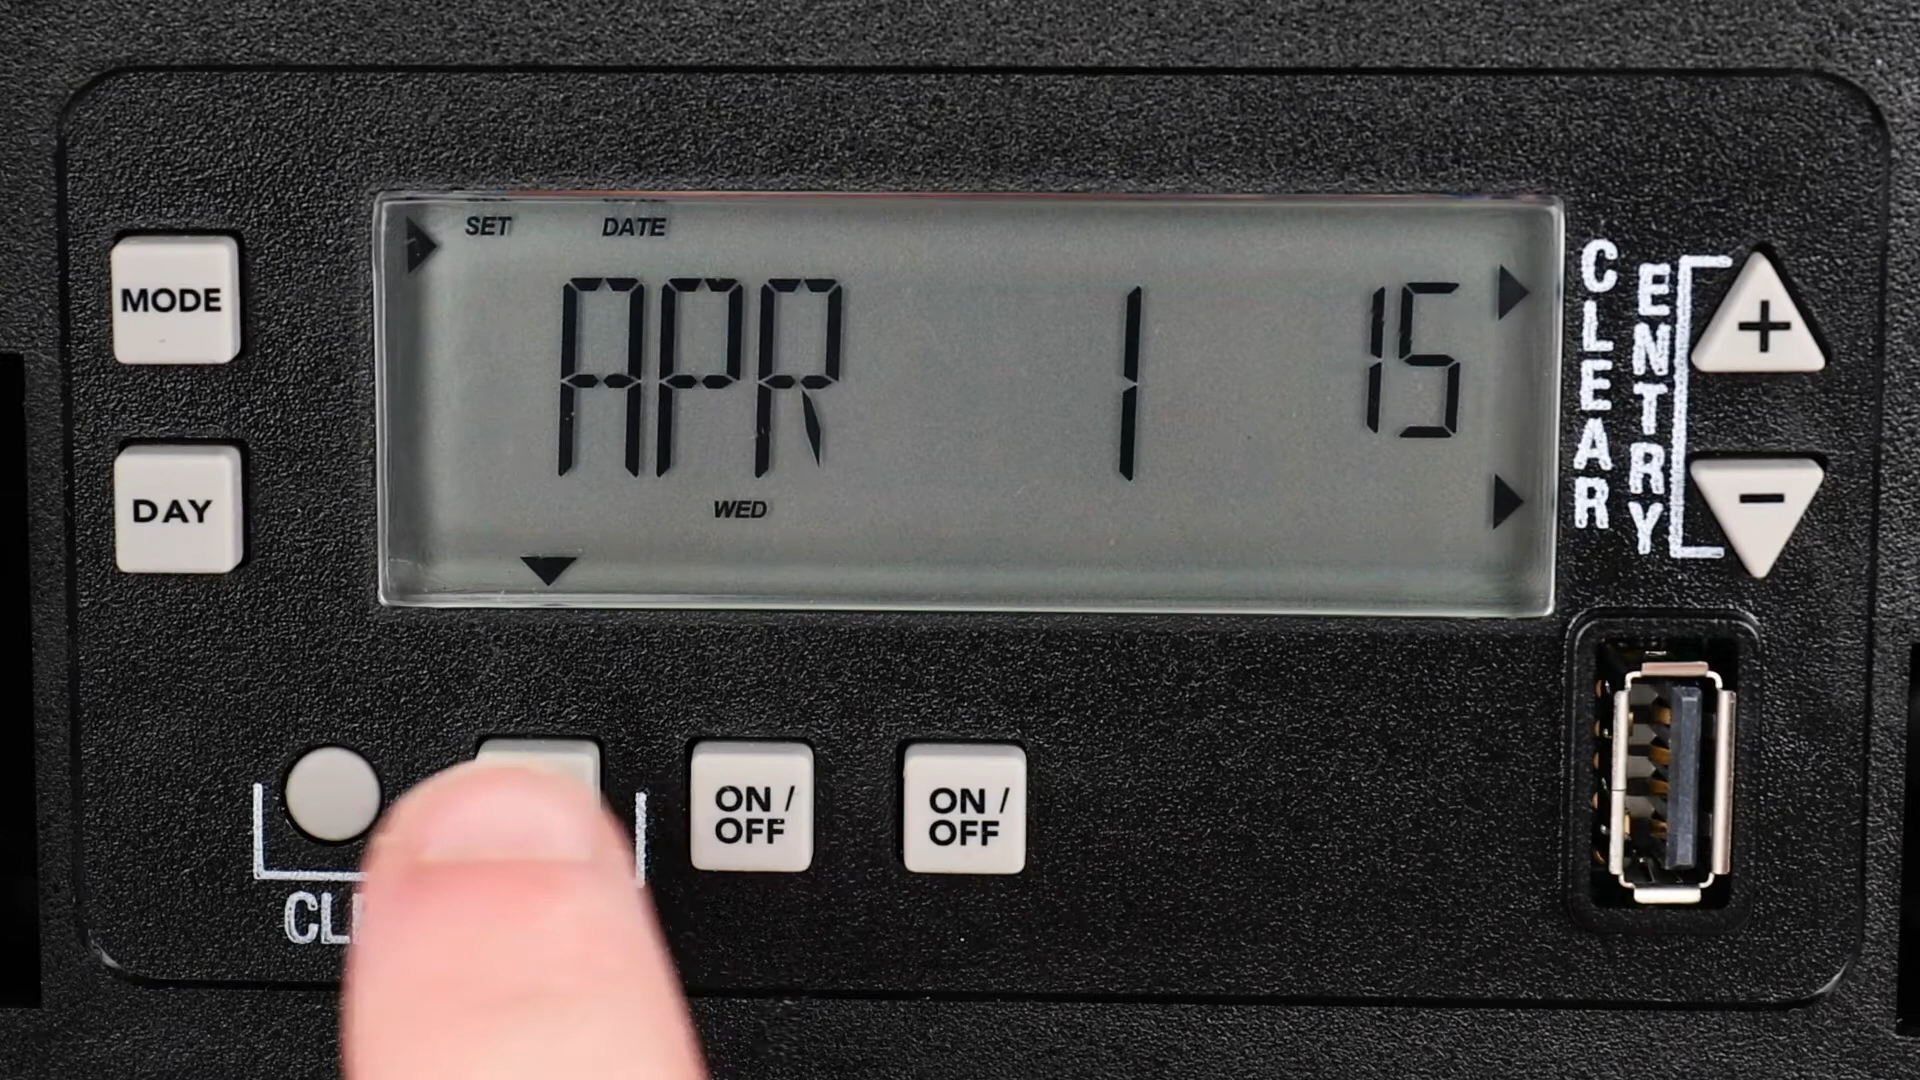 SET DATE
MODE
APR 1 15
CLEAR
ENTRY
+
DAY
WED
-
ON / OFF
ON / OFF